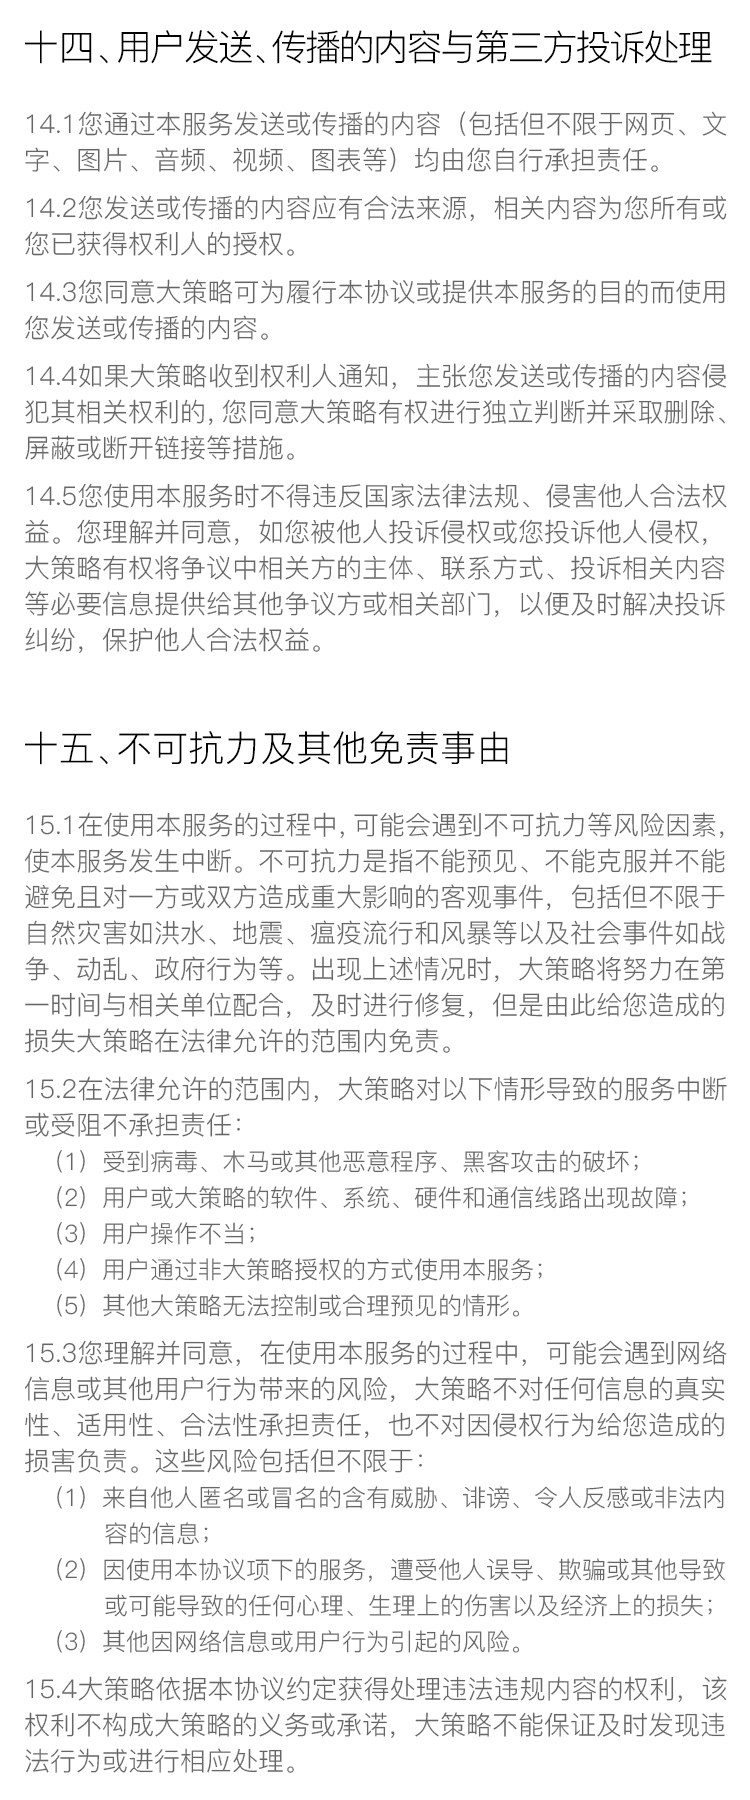 十四、用户发送、传播的内容与第三方投诉处理
14.1您通过本服务发送或传播的内容（包括但不限于网页、文
字、图片、音频、视频、图表等）均由您自行承担责任。
14.2您发送或传播的内容应有合法来源，相关内容为您所有或
您已获得权利人的授权。
14.3您同意大策略可为履行本协议或提供本服务的目的而使用
您发送或传播的内容。
14.4如果大策略收到权利人通知，主张您发送或传播的内容侵
犯其相关权利的，您同意大策略有权进行独立判断并采取删除、
屏蔽或断开链接等措施。
14.5您使用本服务时不得违反国家法律法规、侵害他人合法权
益。您理解并同意，如您被他人投诉侵权或您投诉他人侵权，
大策略有权将争议中相关方的主体、联系方式、投诉相关内容
等必要信息提供给其他争议方或相关部门，以便及时解决投诉
纠纷，保护他人合法权益。
十五、不可抗力及其他免责事由
15.1在使用本服务的过程中，可能会遇到不可抗力等风险因素，
使本服务发生中断。不可抗力是指不能预见、不能克服并不能
避免且对一方或双方造成重大影响的客观事件，包括但不限于
自然灾害如洪水、地震、瘟疫流行和风暴等以及社会事件如战
争、动乱、政府行为等。出现上述情况时，大策略将努力在第
一时间与相关单位配合，及时进行修复，但是由此给您造成的
损失大策略在法律允许的范围内免责。
15.2在法律允许的范围内，大策略对以下情形导致的服务中断
或受阻不承担责任：
（1）受到病毒、木马或其他恶意程序、黑客攻击的破坏；
（2）用户或大策略的软件、系统、硬件和通信线路出现故障；
（3）用户操作不当；
（4）用户通过非大策略授权的方式使用本服务；
（5）其他大策略无法控制或合理预见的情形。
15.3您理解并同意，在使用本服务的过程中，可能会遇到网络
信息或其他用户行为带来的风险，大策略不对任何信息的真实
性、适用性、合法性承担责任，也不对因侵权行为给您造成的
损害负责。这些风险包括但不限于：
（1）来自他人匿名或冒名的含有威胁、诽谤、令人反感或非法内
容的信息；
（2）因使用本协议项下的服务，遭受他人误导、欺骗或其他导致
或可能导致的任何心理、生理上的伤害以及经济上的损失；
（3）其他因网络信息或用户行为引起的风险。
15.4大策略依据本协议约定获得处理违法违规内容的权利，该
权利不构成大策略的义务或承诺，大策略不能保证及时发现违
法行为或进行相应处理。